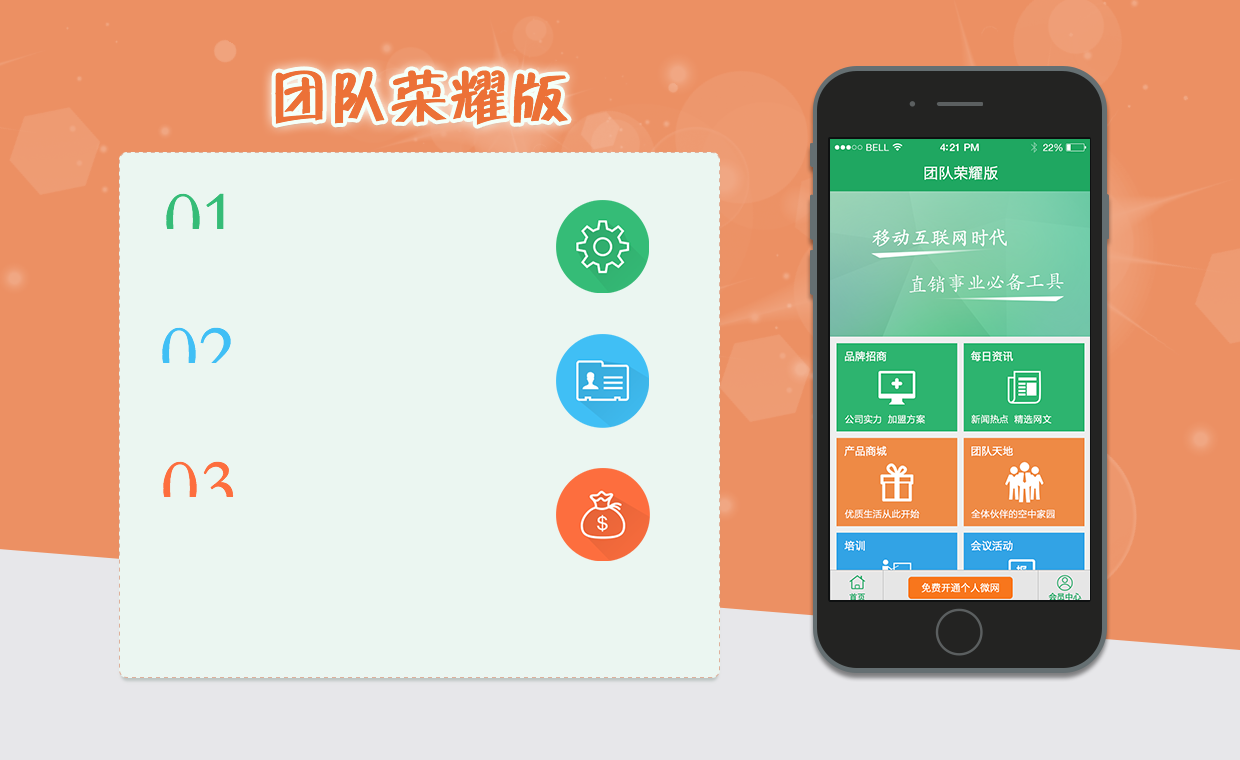 团队荣耀版
01
02
03
BELL 4:21 PM 22%
团队荣耀版
移动互联网时代
直销事业必备工具
品牌招商
公司实力 加盟方案
每日资讯
新闻热点 精选网文
产品商城
优质生活从此开始
团队天地
全体伙伴的空中家园
培训
会议活动
首页
免费开通个人微网
会员中心